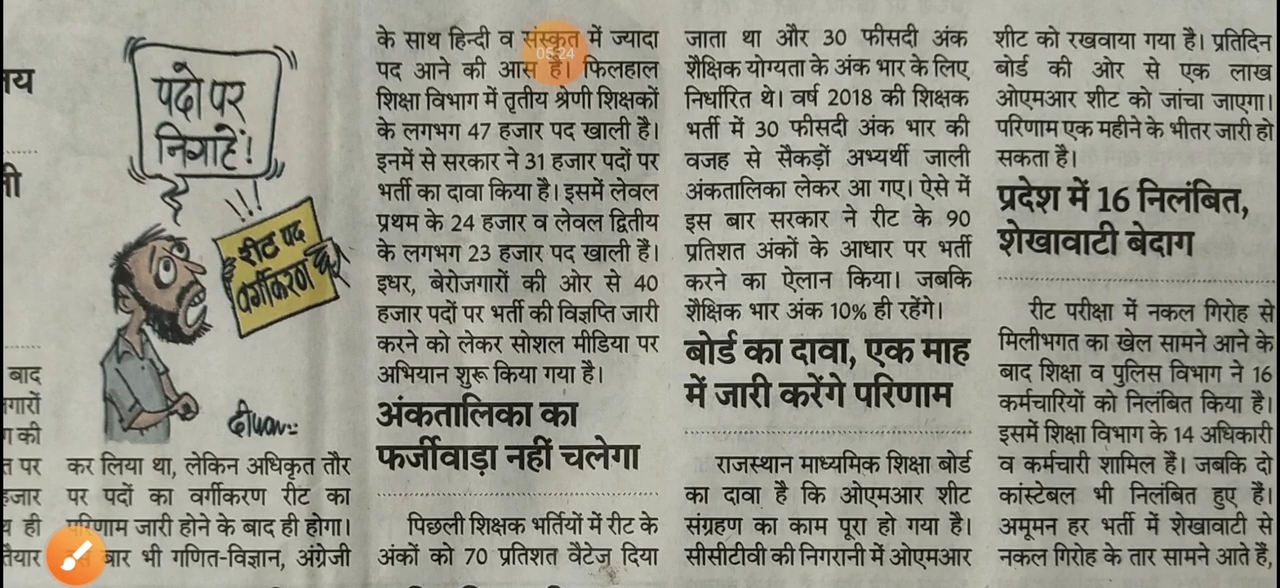 य
ी
बाद
गारों
ग की
त पर
हजार
य ही
तैयार
पदो पर
निगाहें!
रीट पद
वर्गीकरण
कर लिया था, लेकिन अधिकृत तौर
पर पदों का वर्गीकरण रीट का
परिणाम जारी होने के बाद ही होगा।
बार भी गणित-विज्ञान, अंग्रेजी
के साथ हिन्दी व संस्कृत में ज्यादा
पद आने की आस है। फिलहाल
शिक्षा विभाग में तृतीय श्रेणी शिक्षकों
के लगभग 47 हजार पद खाली है।
इनमें से सरकार ने 31 हजार पदों पर
भर्ती का दावा किया है। इसमें लेवल
प्रथम के 24 हजार व लेवल द्वितीय
के लगभग 23 हजार पद खाली हैं।
इधर, बेरोजगारों की ओर से 40
हजार पदों पर भर्ती की विज्ञप्ति जारी
करने को लेकर सोशल मीडिया पर
अभियान शुरू किया गया है।
अंकतालिका का
फर्जीवाड़ा नहीं चलेगा
पिछली शिक्षक भर्तियों में रीट के
अंकों को 70 प्रतिशत वैटेज दिया
जाता था और 30 फीसदी अंक
शैक्षिक योग्यता के अंक भार के लिए
निर्धारित थे। वर्ष 2018 की शिक्षक
भर्ती में 30 फीसदी अंक भार की
वजह से सैकड़ों अभ्यर्थी जाली
अंकतालिका लेकर आ गए। ऐसे में
इस बार सरकार ने रीट के 90
प्रतिशत अंकों के आधार पर भर्ती
करने का ऐलान किया। जबकि
शैक्षिक भार अंक 10% ही रहेंगे।
बोर्ड का दावा, एक माह
में जारी करेंगे परिणाम
राजस्थान माध्यमिक शिक्षा बोर्ड
का दावा है कि ओएमआर शीट
संग्रहण का काम पूरा हो गया है।
सीसीटीवी की निगरानी में ओएमआर
शीट को रखवाया गया है। प्रतिदिन
बोर्ड की ओर से एक लाख
ओएमआर शीट को जांचा जाएगा।
परिणाम एक महीने के भीतर जारी हो
सकता है।
प्रदेश में 16 निलंबित,
शेखावाटी बेदाग
रीट परीक्षा में नकल गिरोह से
मिलीभगत का खेल सामने आने के
बाद शिक्षा व पुलिस विभाग ने 16
कर्मचारियों को निलंबित किया है।
इसमें शिक्षा विभाग के 14 अधिकारी
व कर्मचारी शामिल हैं। जबकि दो
कांस्टेबल भी निलंबित हुए है।
अमूमन हर भर्ती में शेखावाटी से
नकल गिरोह के तार सामने आते हैं,
05:24